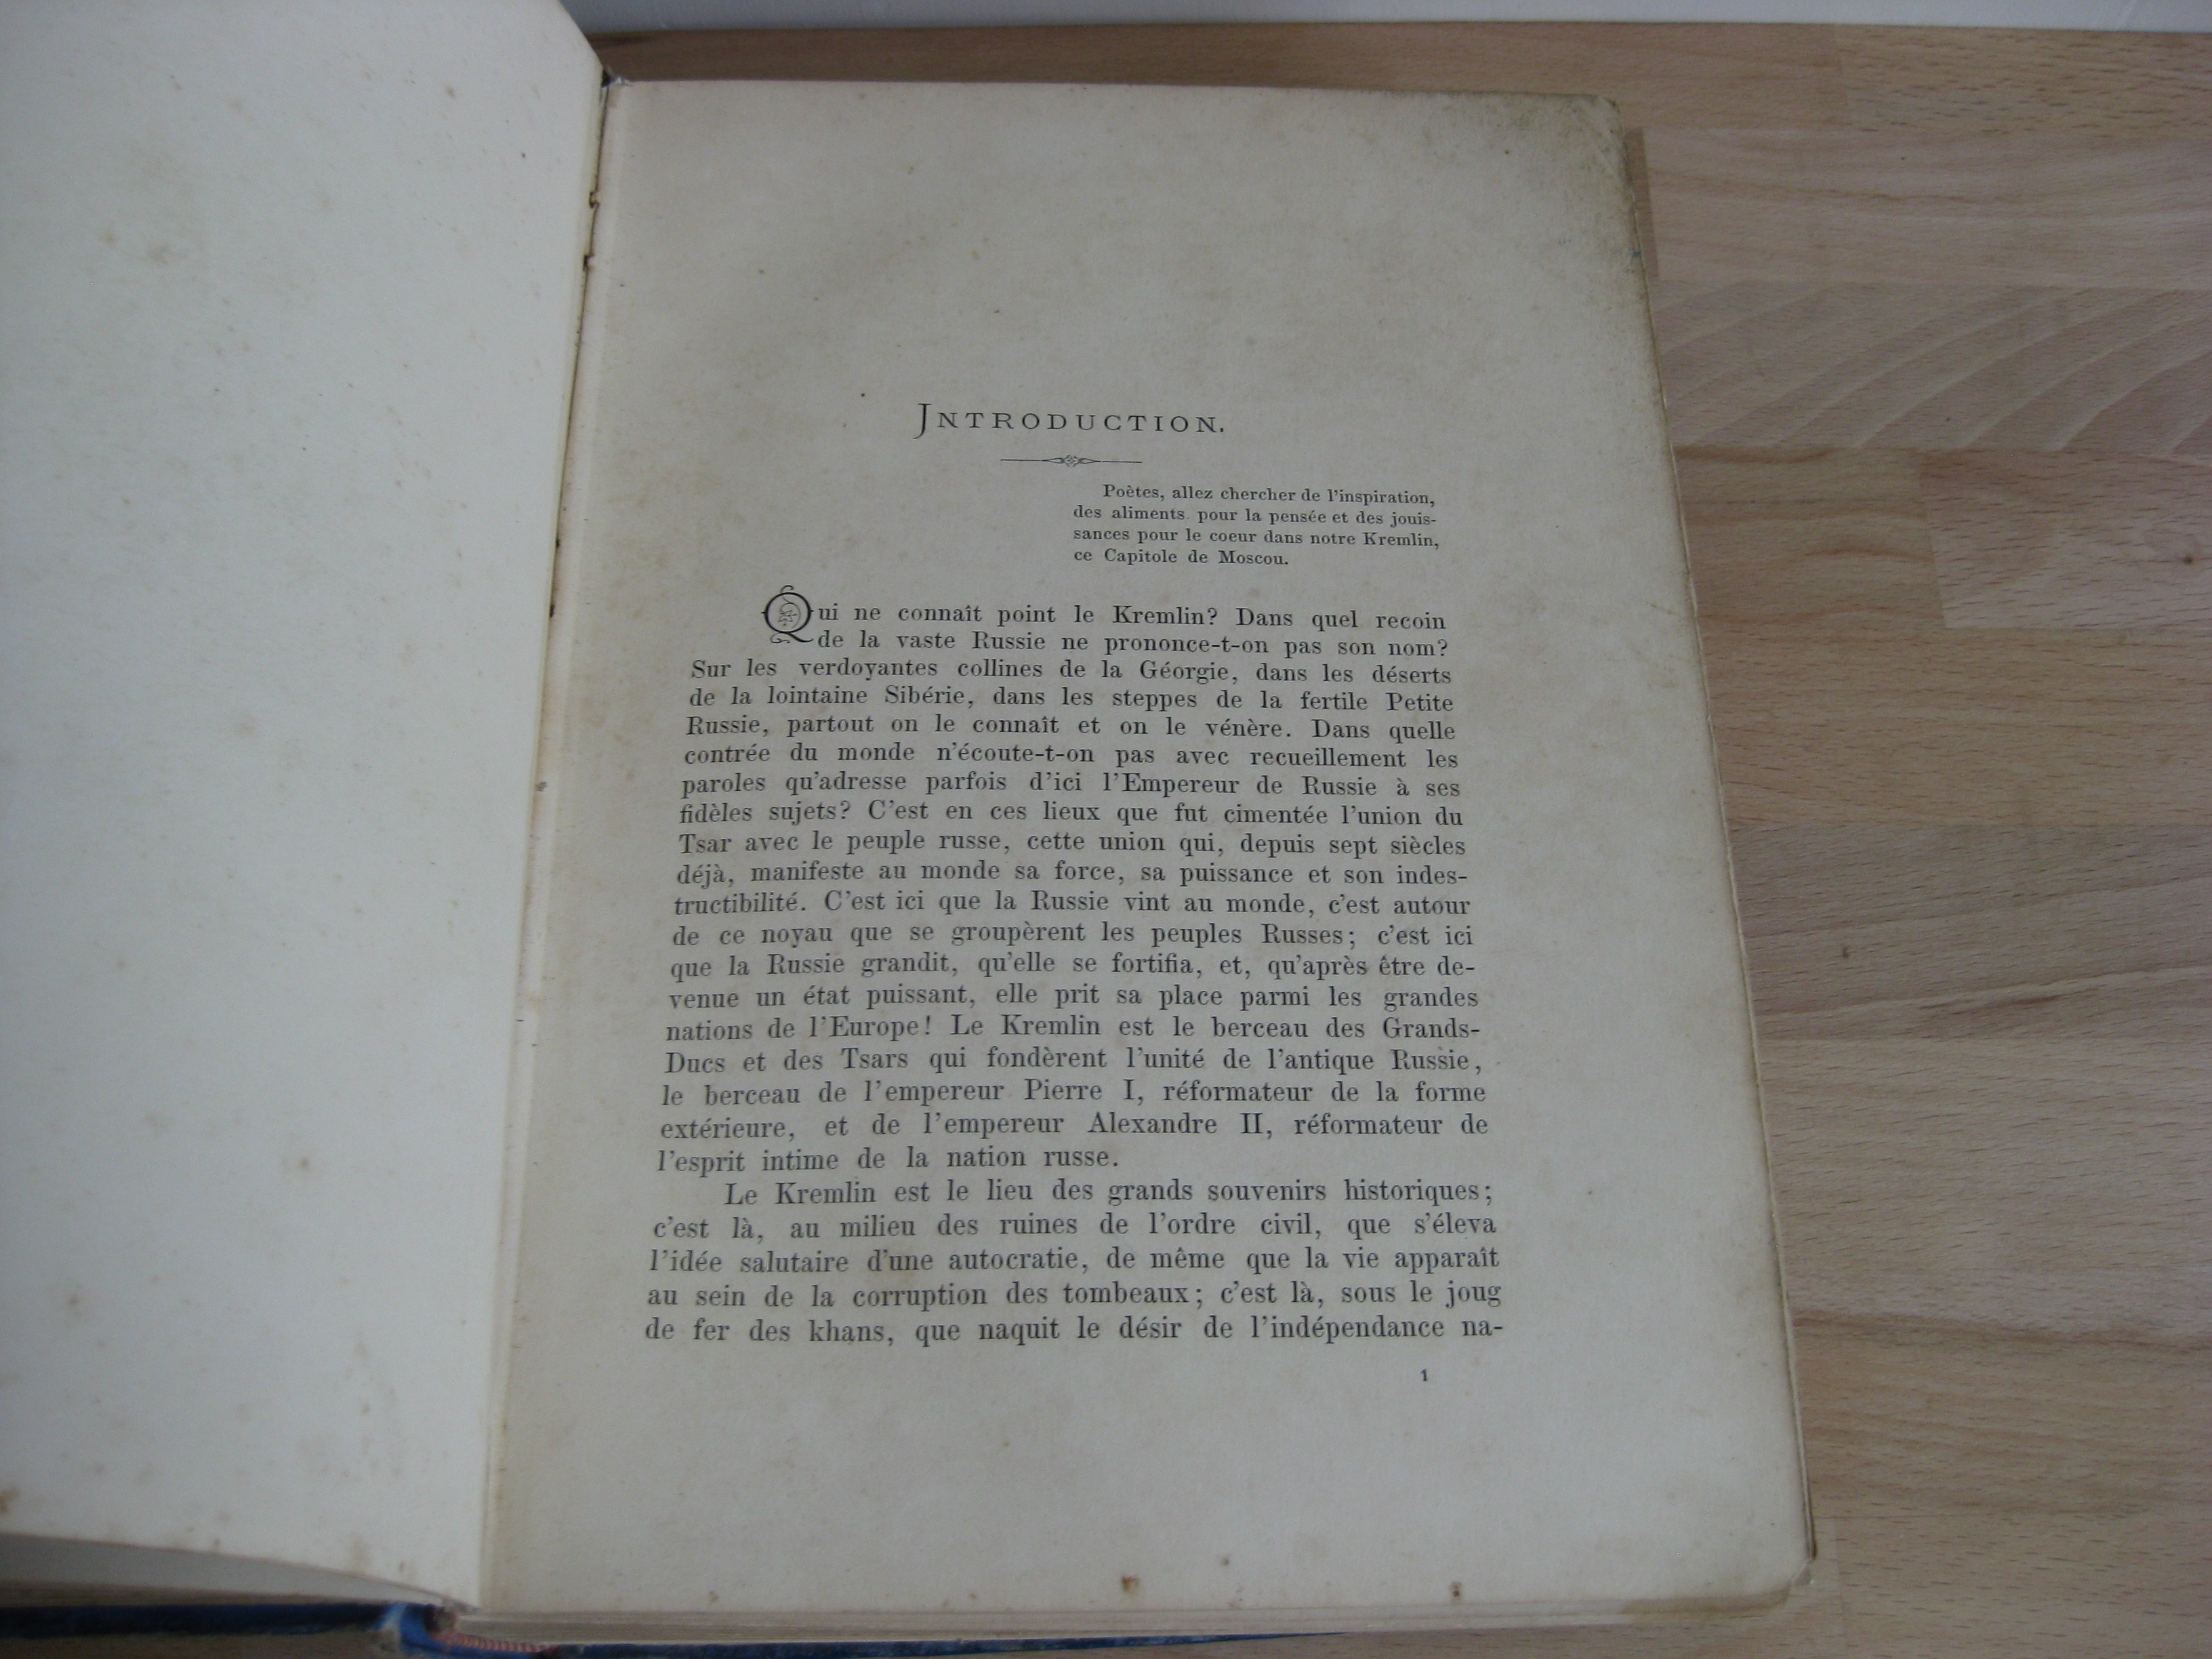 INTRODUCTION.
Poètes, allez chercher de l'inspiration,
des aliments pour la pensée et des jouis-
sances pour le coeur dans notre Kremlin,
ce Capitole de Moscou.
Qui ne connaît point le Kremlin? Dans quel recoin
de la vaste Russie ne prononce-t-on pas son nom?
Sur les verdoyantes collines de la Géorgie, dans les déserts
de la lointaine Sibérie, dans les steppes de la fertile Petite
Russie, partout on le connaît et on le vénère. Dans quelle
contrée du monde n'écoute-t-on pas avec recueillement les
paroles qu'adresse parfois d'ici l'Empereur de Russie à ses
fidèles sujets? C'est en ces lieux que fut cimentée l'union du
Tsar avec le peuple russe, cette union qui, depuis sept siècles
déjà, manifeste au monde sa force, sa puissance et son indes-
tructibilité. C'est ici que la Russie vint au monde, c'est autour
de ce noyau que se groupèrent les peuples Russes; c'est ici
que la Russie grandit, qu'elle se fortifia, et, qu'après être de-
venue un état puissant, elle prit sa place parmi les grandes
nations de l'Europe! Le Kremlin est le berceau des Grands-
Ducs et des Tsars qui fondèrent l'unité de l'antique Russie,
le berceau de l'empereur Pierre I, réformateur de la forme
extérieure, et de l'empereur Alexandre II, réformateur de
l'esprit intime de la nation russe.
Le Kremlin est le lieu des grands souvenirs historiques;
c'est là, au milieu des ruines de l'ordre civil, que s'éleva
l'idée salutaire d'une autocratie, de même que la vie apparaît
au sein de la corruption des tombeaux; c'est là, sous le joug
de fer des khans, que naquit le désir de l'indépendance na-
1